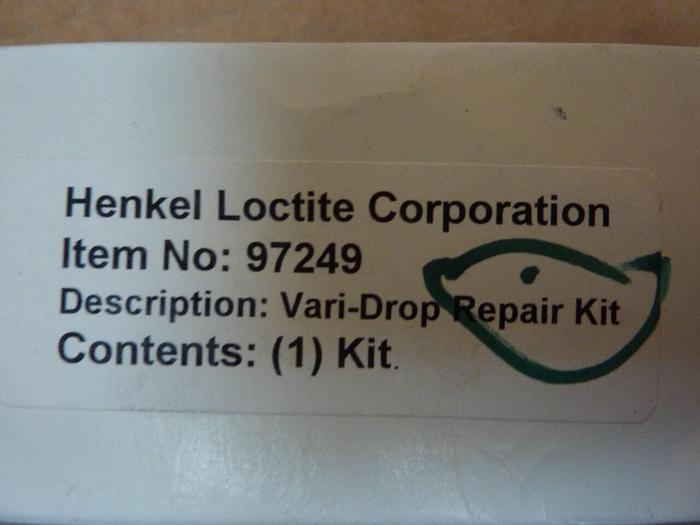 Henkel Loctite Corporation
Item No: 97249
Description: Vari-Drop Repair Kit
Contents: (1) Kit.